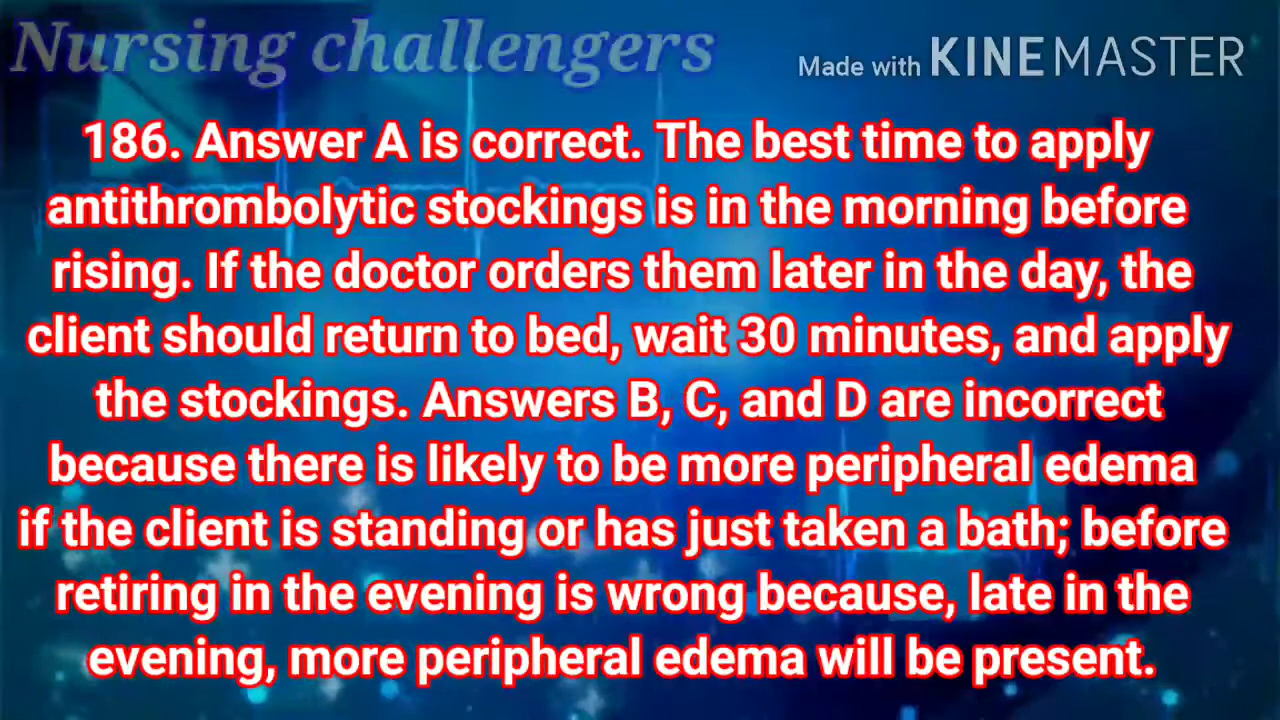 Nursing challengers
Made with KINEMASTER
186. Answer A is correct. The best time to apply
antithrombolytic stockings is in the morning before
rising. If the doctor orders them later in the day, the
client should return to bed, wait 30 minutes, and apply
the stockings. Answers B, C, and D are incorrect
because there is likely to be more peripheral edema
if the client is standing or has just taken a bath; before
retiring in the evening is wrong because, late in the
evening, more peripheral edema will be present.